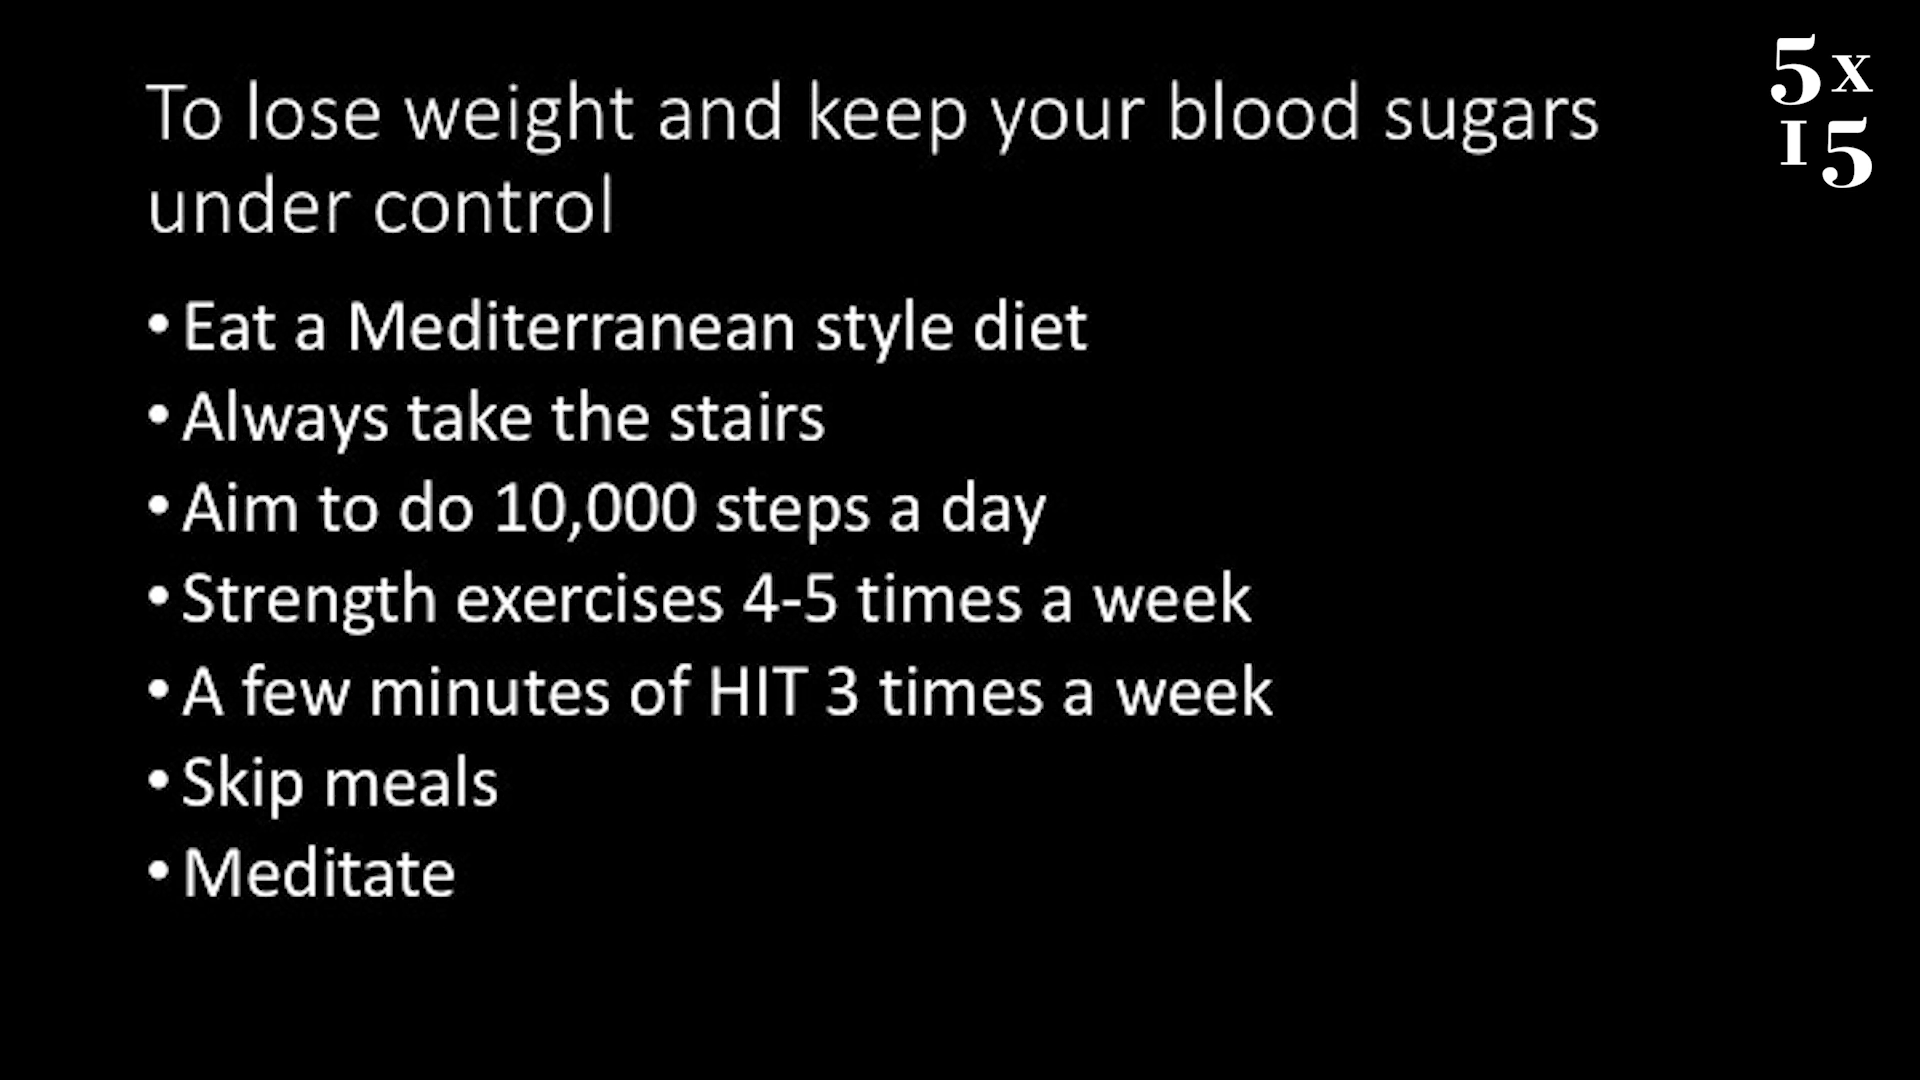 To lose weight and keep your blood sugars
under control
• Eat a Mediterranean style diet
• Always take the stairs
• Aim to do 10,000 steps a day
• Strength exercises 4-5 times a week
• A few minutes of HIT 3 times a week
• Skip meals
• Meditate
5x
15